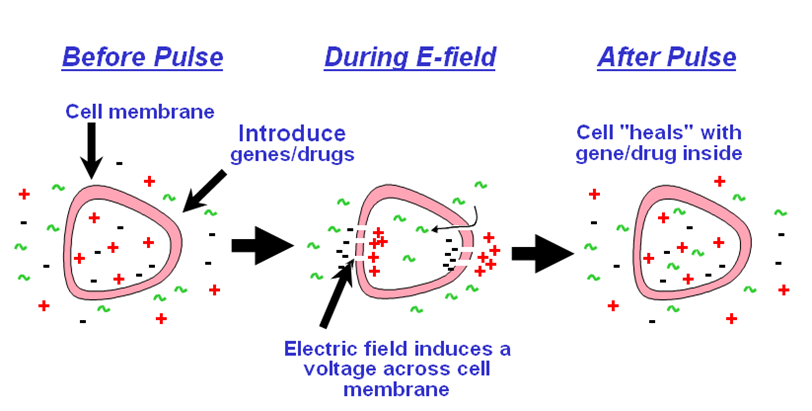 Before Pulse
During E-field
After Pulse
Cell membrane
Introduce
genes/drugs
Cell "heals" with
gene/drug inside
Electric field induces a
voltage across cell
membrane